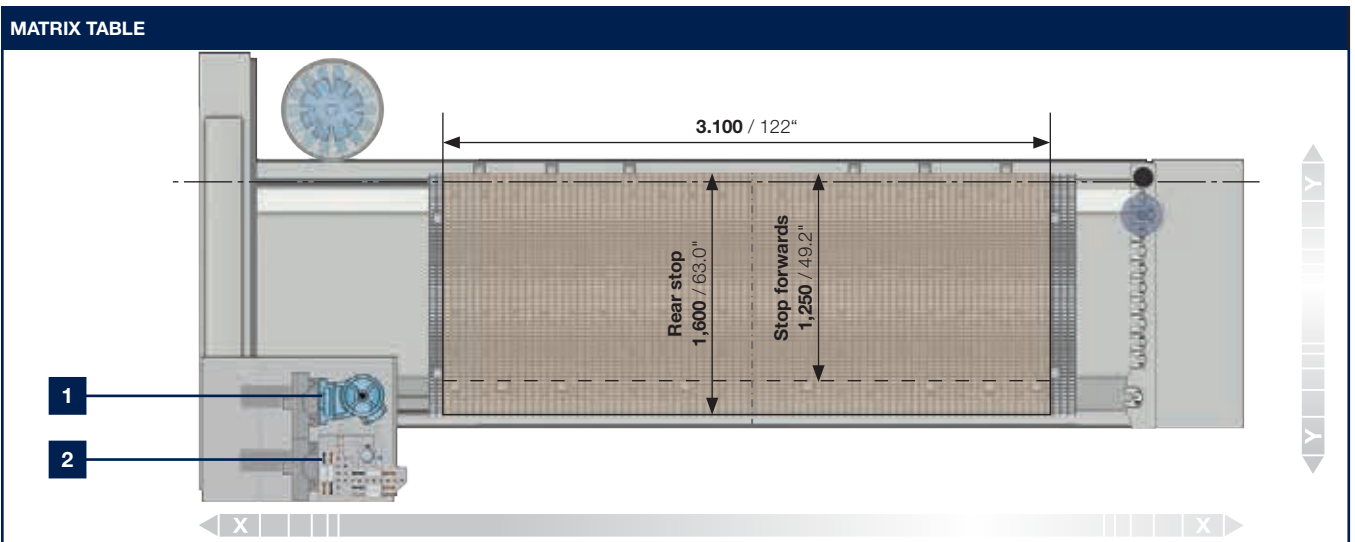 MATRIX TABLE
3.100 / 122“
Rear stop
1,600 / 63.0"
Stop forwards
1,250 / 49.2"
Y
Y
1
2
X
X